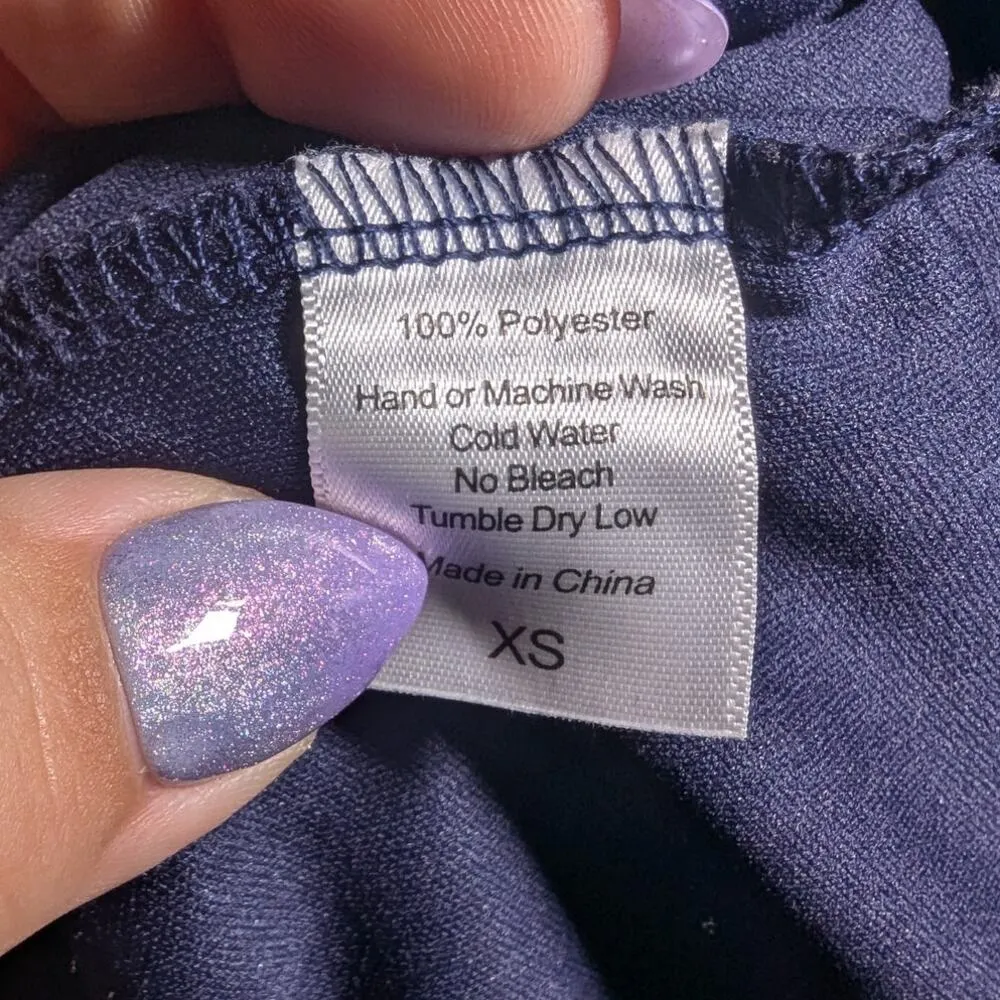 100% Polyester
Hand or Machine Wash
Cold Water
No Bleach
Tumble Dry Low
Made in China
XS